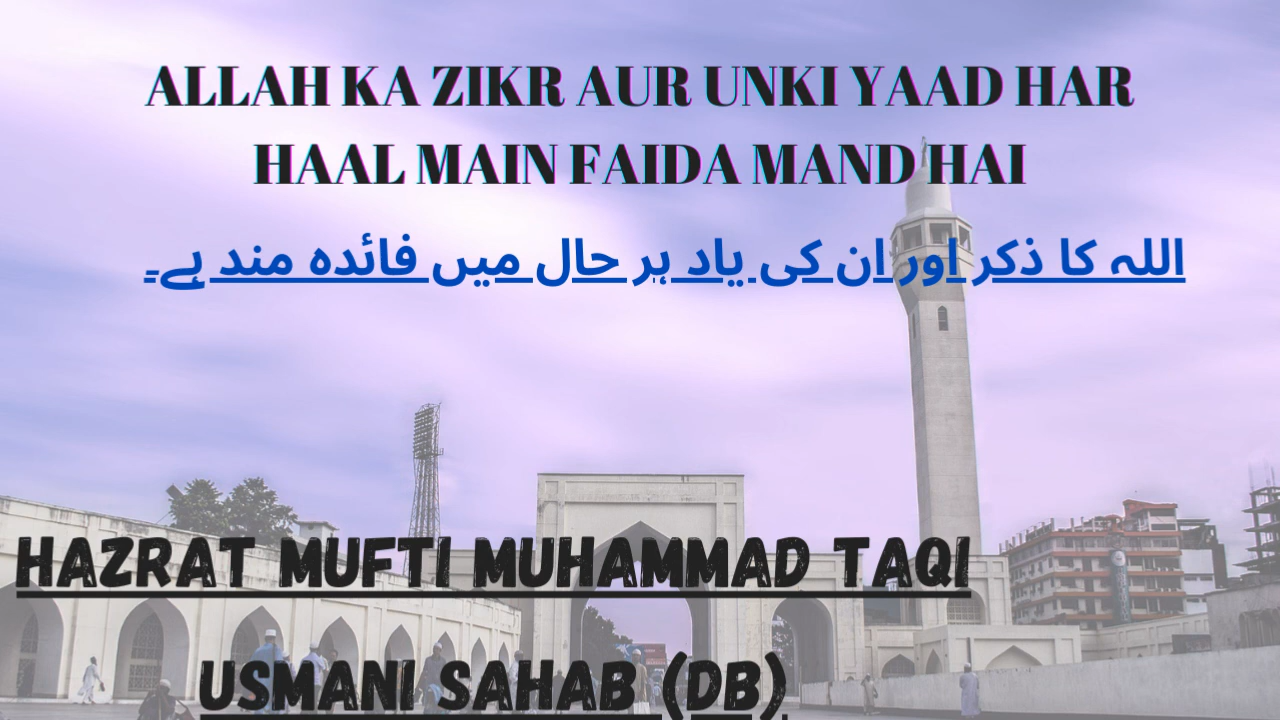 ALLAH KA ZIKR AUR UNKI YAAD HAR
HAAL MAIN FAIDA MAND HAI
اللہ کا ذکر اور ان کی یاد ہر حال میں فائدہ مند ہے۔
HAZRAT MUFTI MUHAMMAD TAQI
USMANI SAHAB (DB)